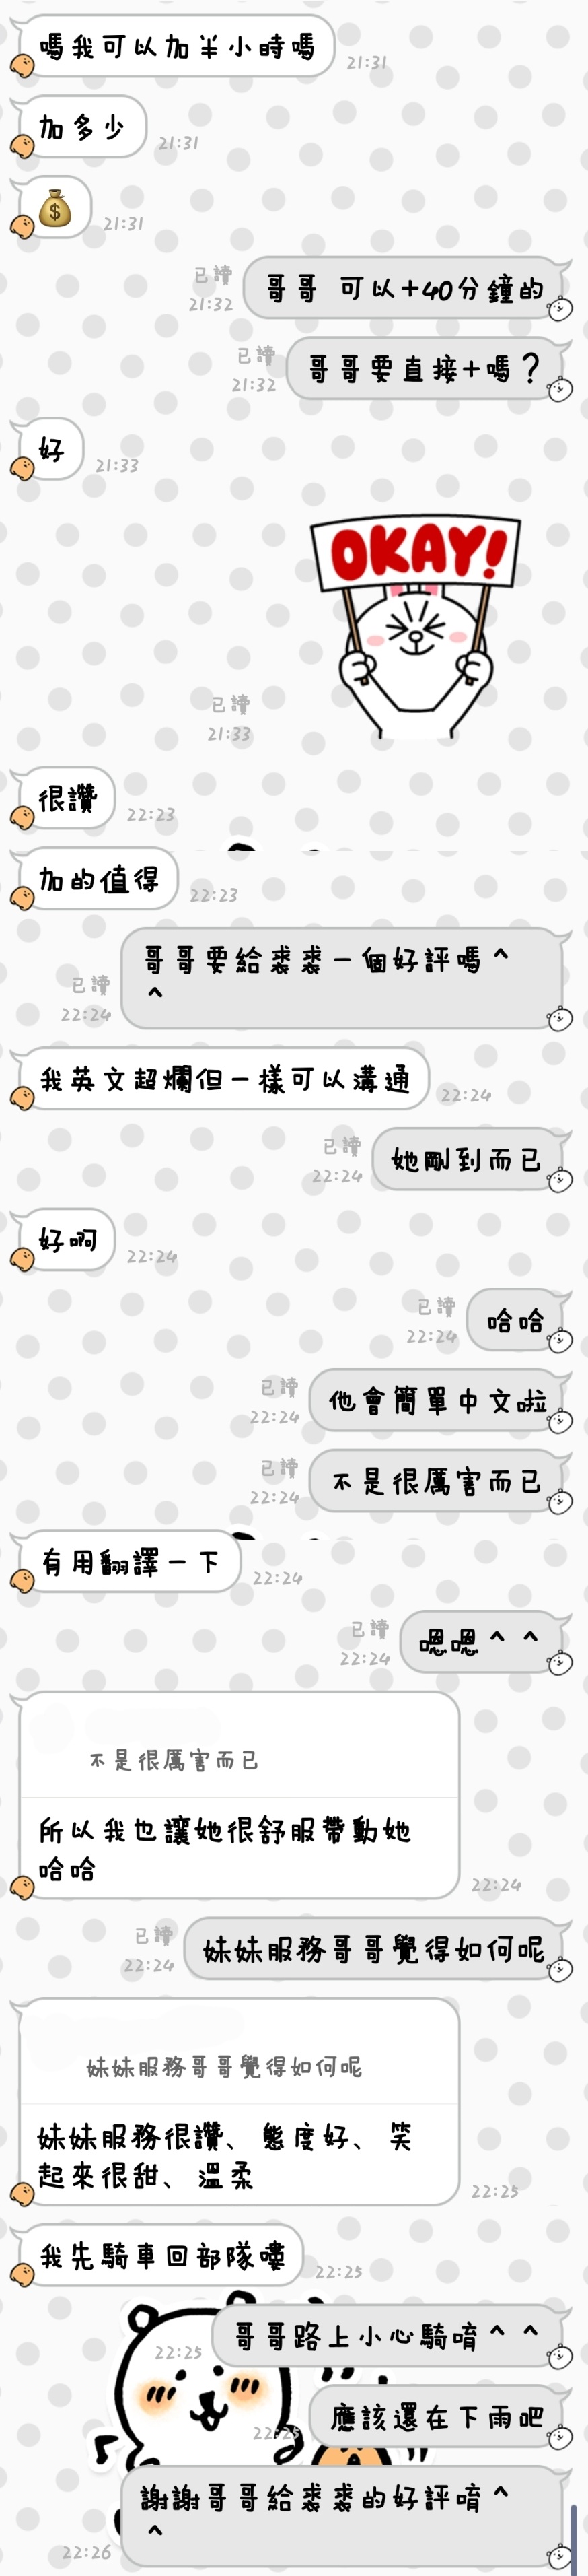 嗎我可以加半小時嗎
21:31
加多少
21:31
21:31
已讀
21:32
哥哥 可以+40分鐘的
已讀
21:32
哥哥要直接+嗎？
好
21:33
OKAY!
已讀
21:33
很讚
22:23
加的值得
22:23
已讀
22:24
哥哥要給裘裘一個好評嗎^
^
我英文超爛但一樣可以溝通
22:24
已讀
22:24
她剛到而已
好啊
22:24
已讀
22:24
哈哈
已讀
22:24
他會簡單中文啦
已讀
22:24
不是很厲害而已
有用翻譯一下
22:24
已讀
22:24
嗯嗯^^
不是很厲害而已
所以我也讓她很舒服帶動她
哈哈
22:24
已讀
22:24
妹妹服務哥哥覺得如何呢
妹妹服務哥哥覺得如何呢
妹妹服務很讚、態度好、笑
起來很甜、溫柔
22:25
我先騎車回部隊嘍
22:25
22:25
哥哥路上小心騎唷^^
22:25
應該還在下雨吧
22:26
謝謝哥哥給裘裘的好評唷^
^